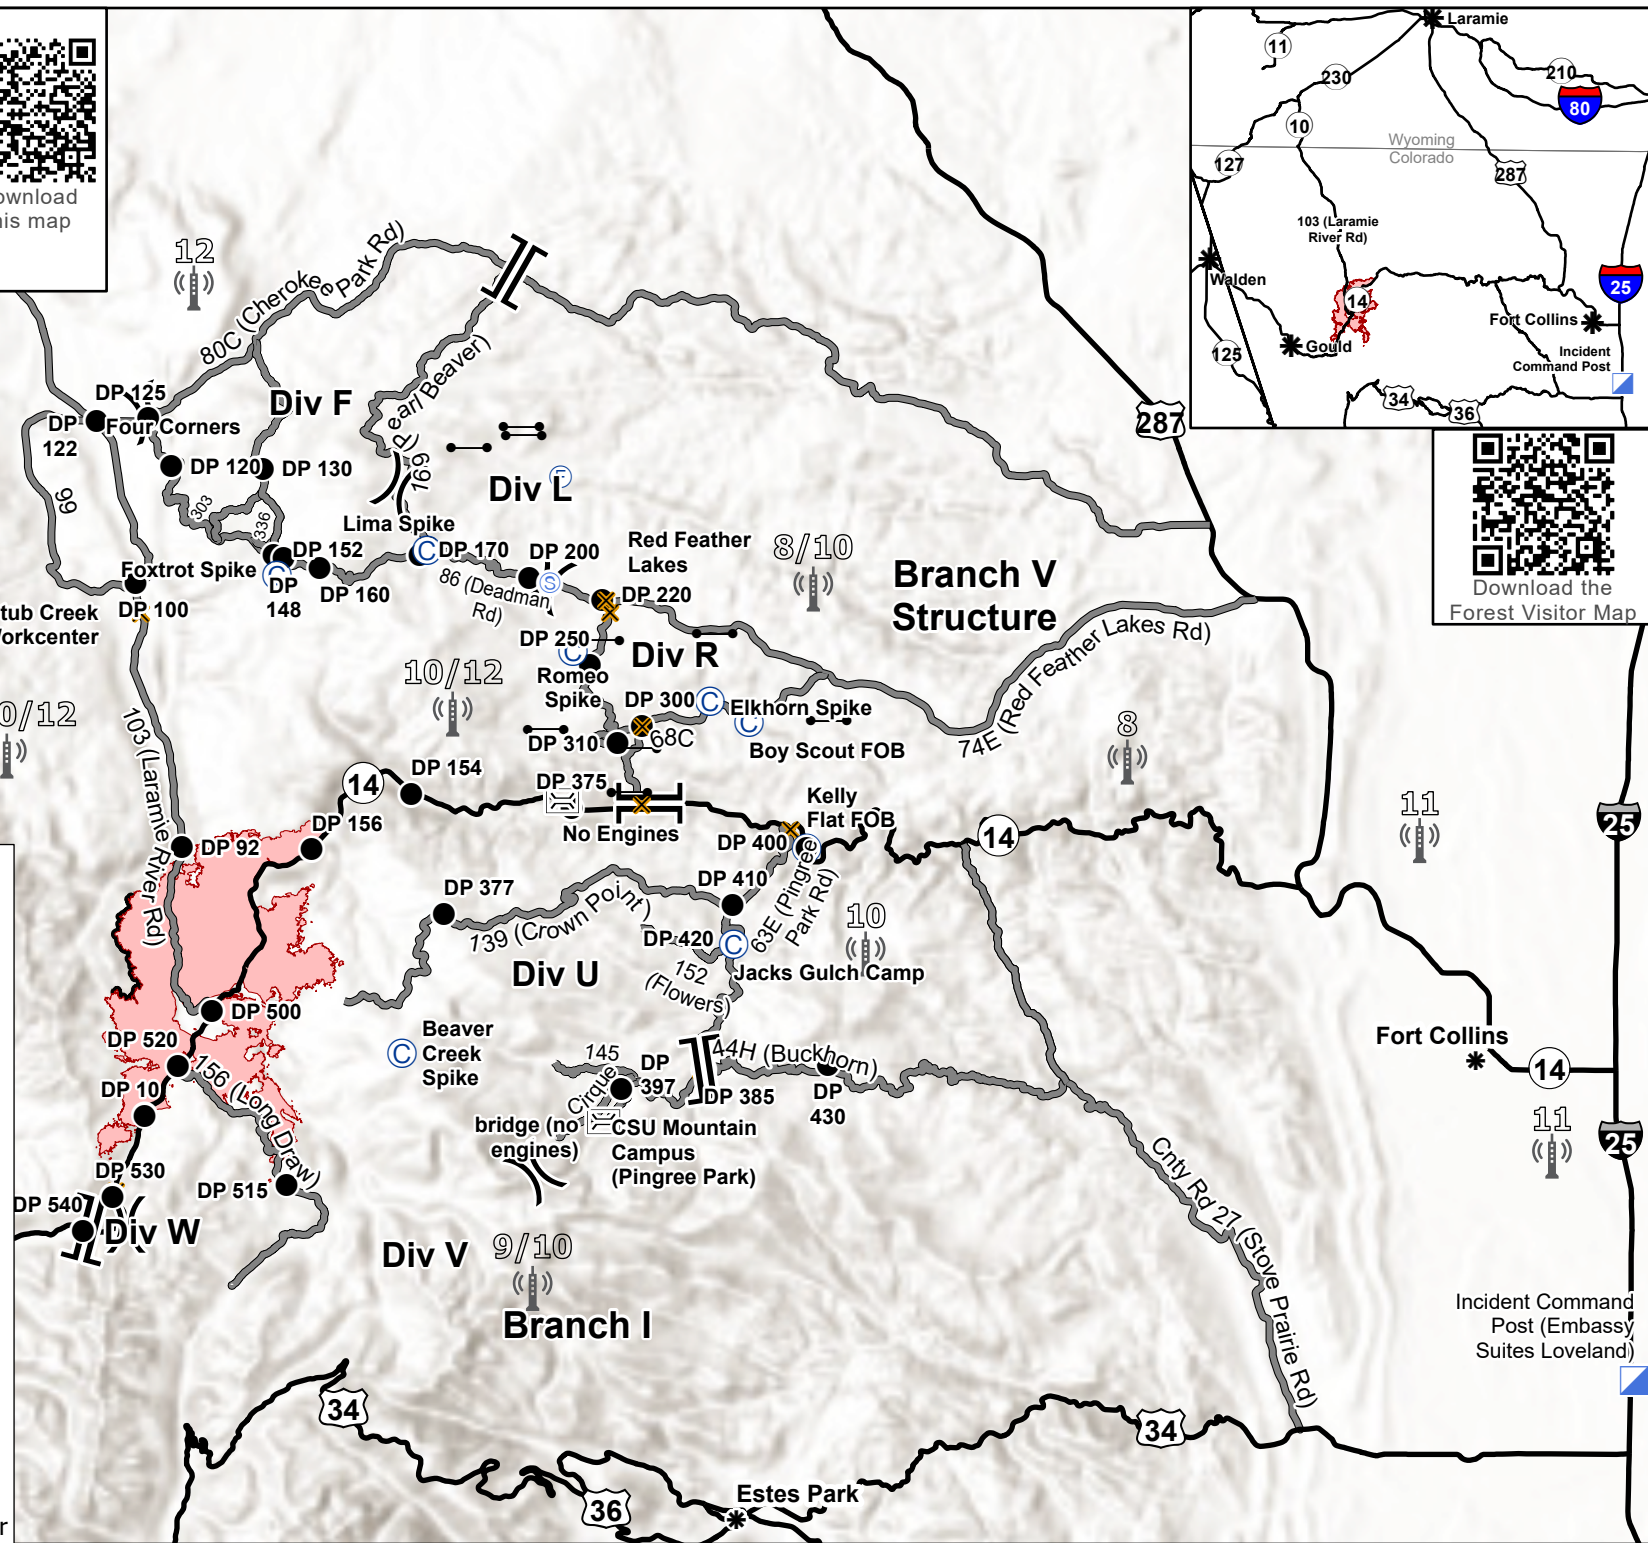 Laramie
11
230
210
80
10
Wyoming
Colorado
127
287
103 (Laramie
River Rd)
Walden
14
25
Fort Collins
Gould
125
Incident
Command Post
34
36
12
80C (Cherokee Park Rd)
DP 125
Div F
169 (Pearl Beaver)
DP
122
Four Corners
287
DP 120
DP 130
99
303
336
Div L
F
Download the
Forest Visitor Map
Lima Spike
C
DP 170
DP 152
DP 200
Red Feather
Lakes
8/10
Branch V
Structure
Foxtrot Spike
C
DP
148
DP 160
86 (Deadman
Rd)
S
DP 220
DP 100
DP 250
C
Div R
74E (Red Feather Lakes Rd)
10/12
Romeo
Spike
DP 300
C
Elkhorn Spike
C
Boy Scout FOB
68C
DP 310
8
103 (Laramie River Rd)
14
DP 154
DP 375
No Engines
Kelly
Flat FOB
DP 400
11
25
14
DP 156
DP 92
DP 377
DP 410
63E (Pingree
Park Rd)
139 (Crown Point)
10
DP 420
C
Jacks Gulch Camp
152
(Flowers)
Div U
DP 500
DP 520
C
Beaver
Creek
Spike
Fort Collins
14
156 (Long Draw)
DP 10
145
Cirque
DP
397
44H (Buckhorn)
DP 385
DP
430
bridge (no
engines)
CSU Mountain
Campus
(Pingree Park)
11
25
Cnty Rd 27 (Stove Prairie Rd)
DP 530
DP 515
DP 540
Div W
Div V
9/10
Branch I
Incident Command
Post (Embassy
Suites Loveland)
34
34
36
Estes Park